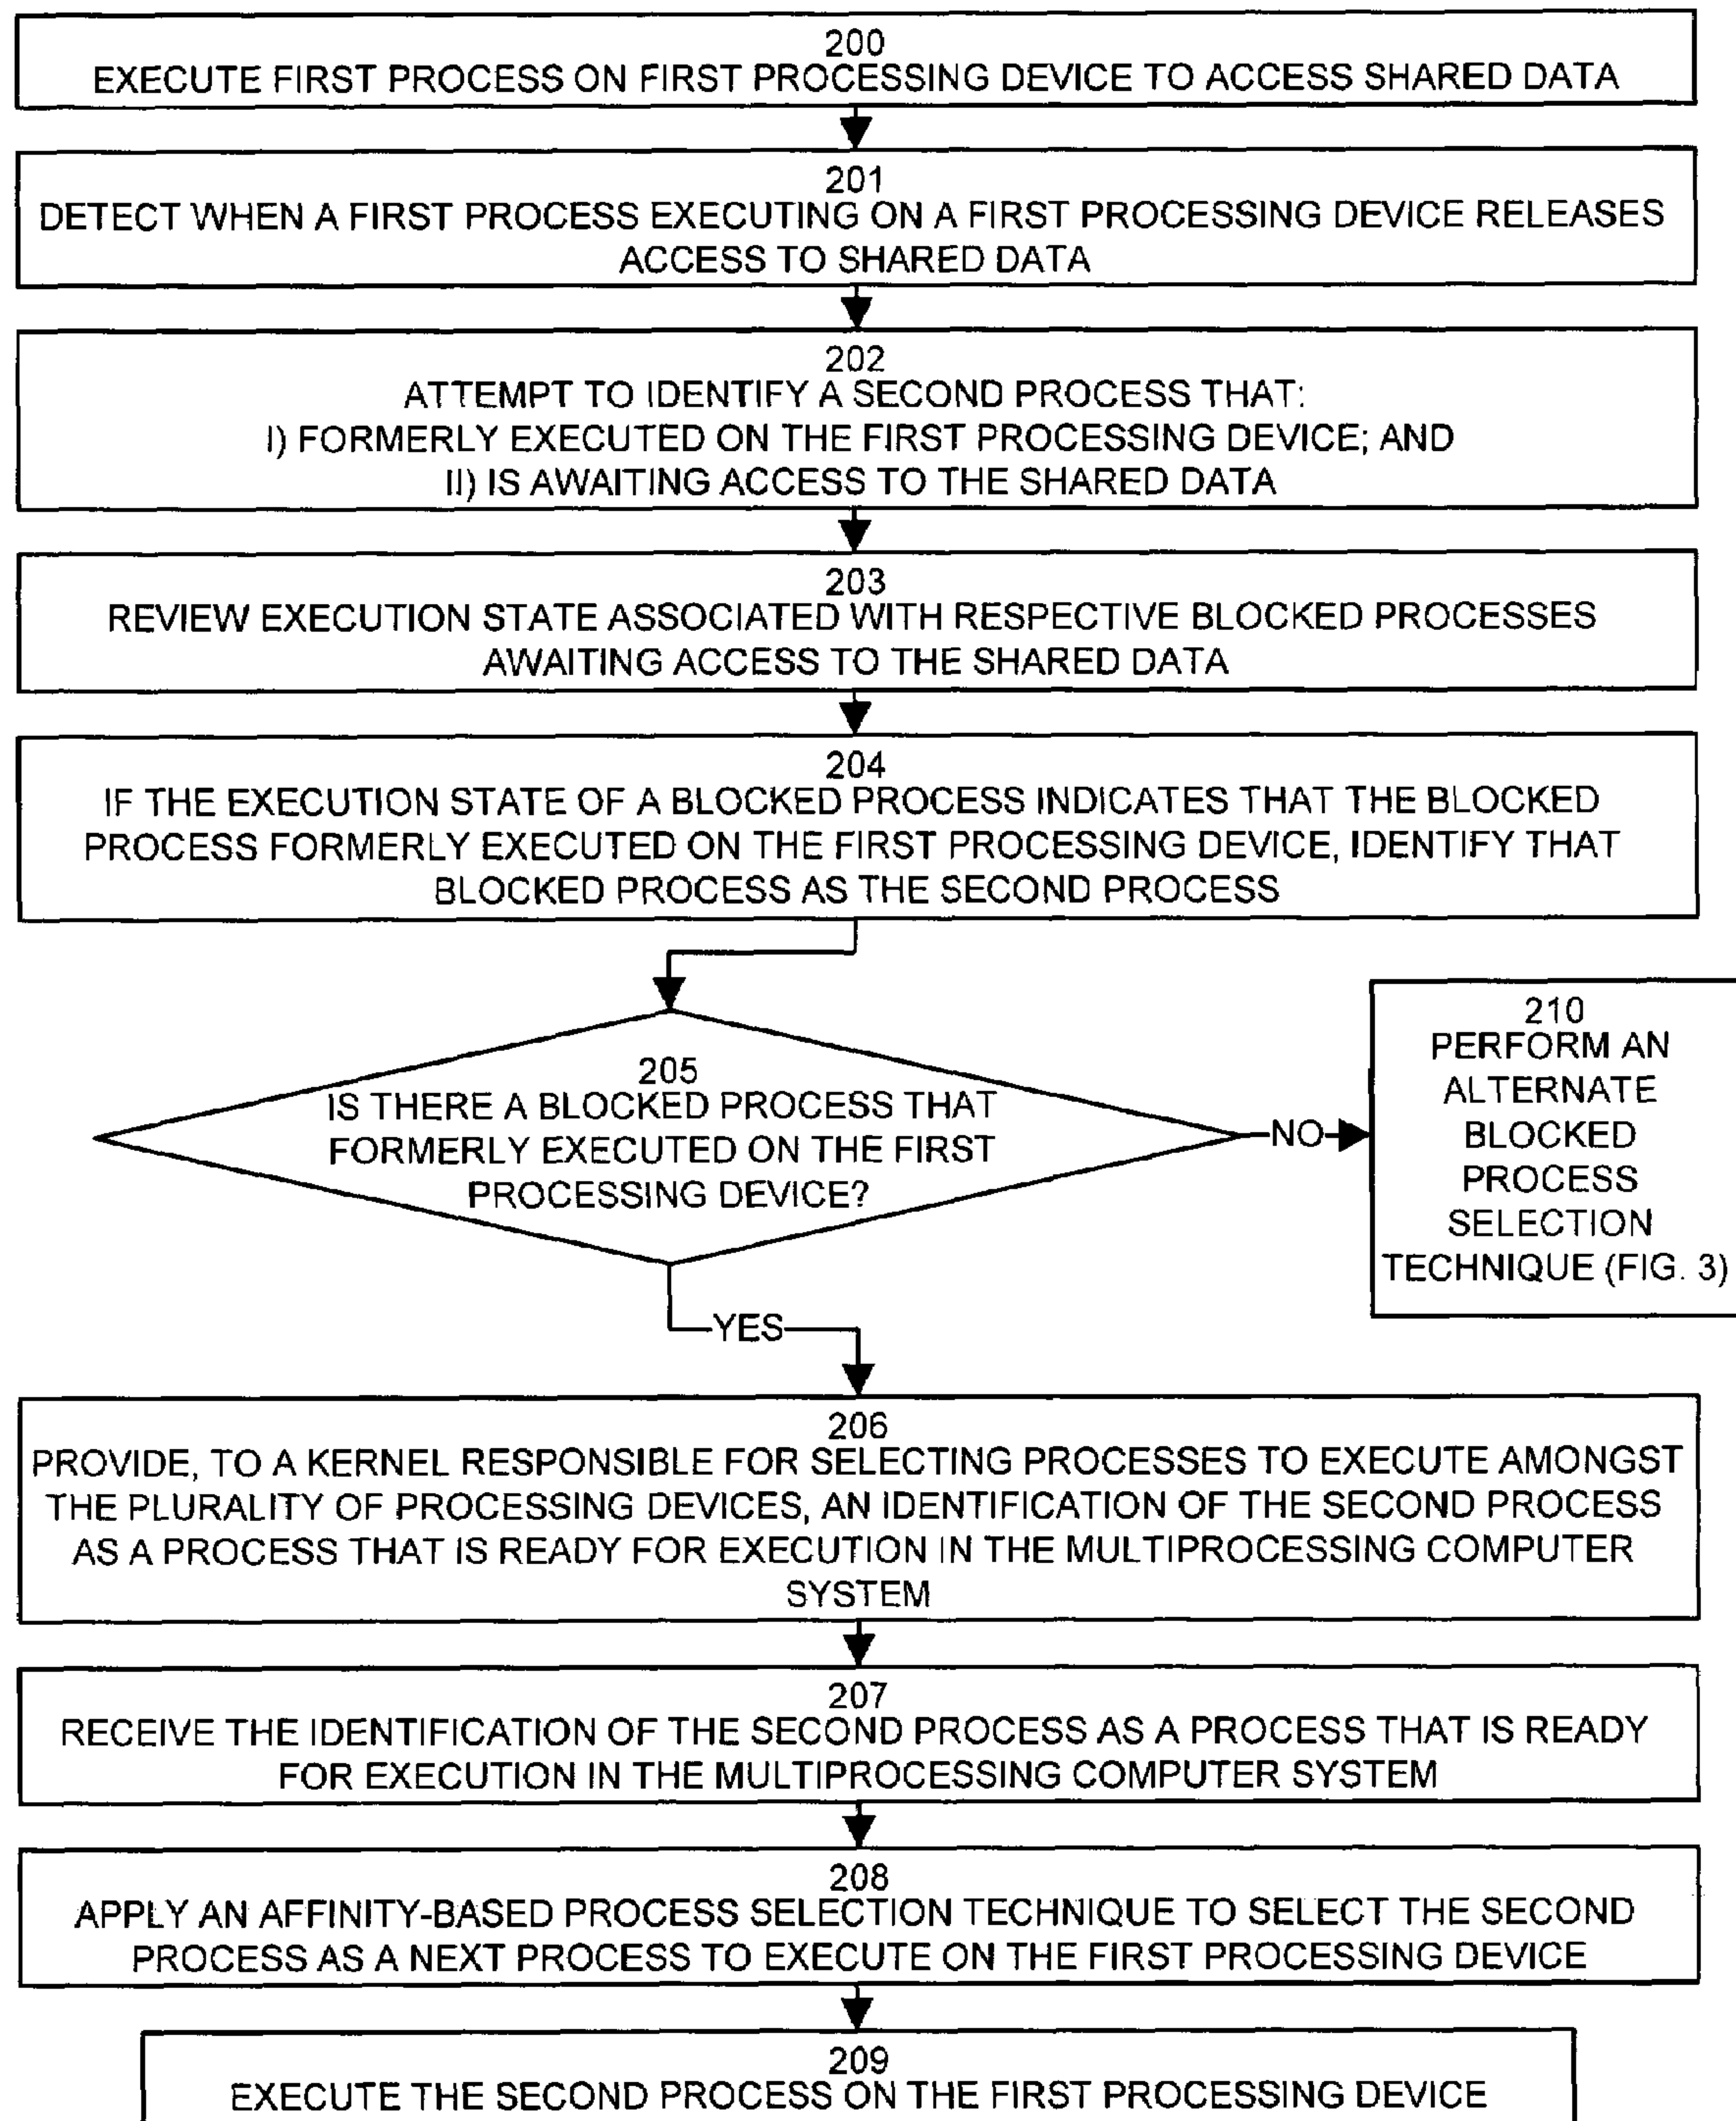 200
EXECUTE FIRST PROCESS ON FIRST PROCESSING DEVICE TO ACCESS SHARED DATA
201
DETECT WHEN A FIRST PROCESS EXECUTING ON A FIRST PROCESSING DEVICE RELEASES
ACCESS TO SHARED DATA
202
ATTEMPT TO IDENTIFY A SECOND PROCESS THAT:
I) FORMERLY EXECUTED ON THE FIRST PROCESSING DEVICE; AND
II) IS AWAITING ACCESS TO THE SHARED DATA
203
REVIEW EXECUTION STATE ASSOCIATED WITH RESPECTIVE BLOCKED PROCESSES
AWAITING ACCESS TO THE SHARED DATA
204
IF THE EXECUTION STATE OF A BLOCKED PROCESS INDICATES THAT THE BLOCKED
PROCESS FORMERLY EXECUTED ON THE FIRST PROCESSING DEVICE, IDENTIFY THAT
BLOCKED PROCESS AS THE SECOND PROCESS
205
IS THERE A BLOCKED PROCESS THAT
FORMERLY EXECUTED ON THE FIRST
PROCESSING DEVICE?
NO
210
PERFORM AN
ALTERNATE
BLOCKED
PROCESS
SELECTION
TECHNIQUE (FIG. 3)
YES
206
PROVIDE, TO A KERNEL RESPONSIBLE FOR SELECTING PROCESSES TO EXECUTE AMONGST
THE PLURALITY OF PROCESSING DEVICES, AN IDENTIFICATION OF THE SECOND PROCESS
AS A PROCESS THAT IS READY FOR EXECUTION IN THE MULTIPROCESSING COMPUTER
SYSTEM
207
RECEIVE THE IDENTIFICATION OF THE SECOND PROCESS AS A PROCESS THAT IS READY
FOR EXECUTION IN THE MULTIPROCESSING COMPUTER SYSTEM
208
APPLY AN AFFINITY-BASED PROCESS SELECTION TECHNIQUE TO SELECT THE SECOND
PROCESS AS A NEXT PROCESS TO EXECUTE ON THE FIRST PROCESSING DEVICE
209
EXECUTE THE SECOND PROCESS ON THE FIRST PROCESSING DEVICE